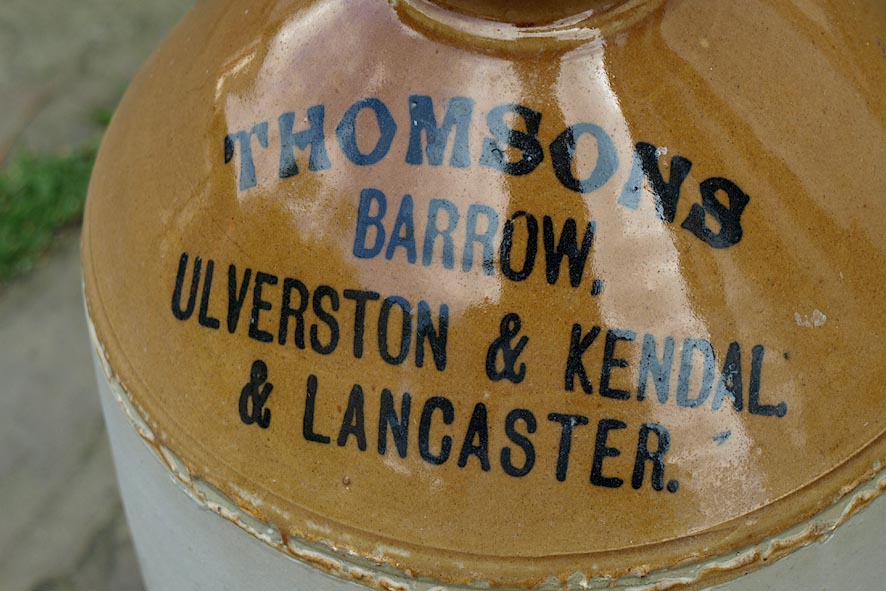 THOMSONS
BARROW,
ULVERSTON & KENDAL.
& LANCASTER.